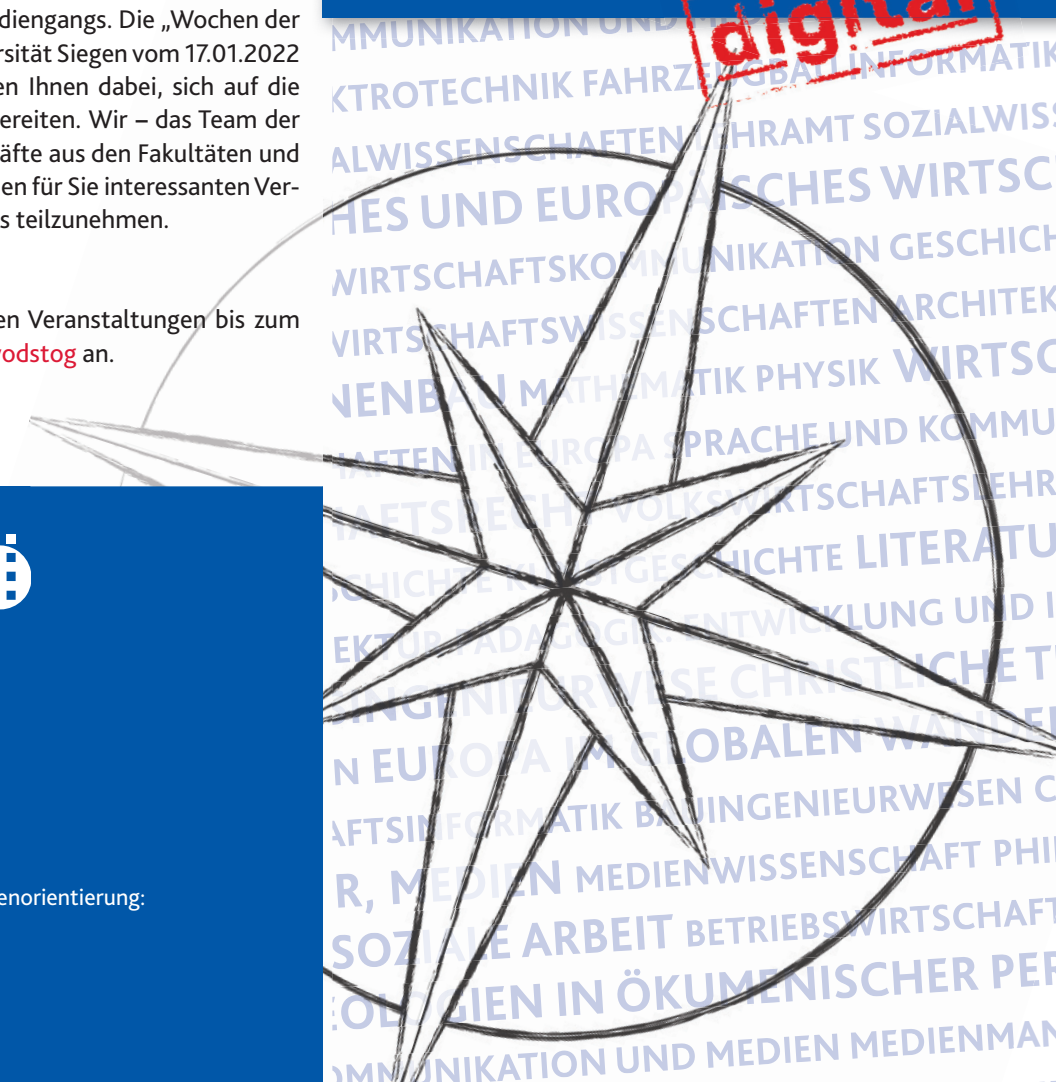 diengangs. Die „Wochen der
rsität Siegen vom 17.01.2022
en Ihnen dabei, sich auf die
ereiten. Wir – das Team der
äfte aus den Fakultäten und
en für Sie interessanten Ver-
s teilzunehmen.
en Veranstaltungen bis zum
odstog an.
enorientierung:
digital
MMUNIKATION UND
KTROTECHNIK FAHRZEUGBAU INFORMATIK
ALWISSENSCHAFTEN LEHRAMT SOZIALWISS
HES UND EUROPÄISCHES WIRTSC
WIRTSCHAFTSKOMMUNIKATION GESCHICH
WIRTSCHAFTSWISSENSCHAFTEN ARCHITEK
NENBAU MATHEMATIK PHYSIK WIRTSC
HAFTEN IN EUROPA SPRACHE UND KOMMU
HAFTSRECHT VOLKSWIRTSCHAFTSLEHR
SCHICHTE KUNSTGESCHICHTE LITERATU
EKTUR PÄDAGOGIK: ENTWICKLUNG UND I
INGENIEURWESE CHRISTLICHE T
N EUROPA IM GLOBALEN WANDEL
AFTSINFORMATIK BAUINGENIEURWESEN C
R, MEDIEN MEDIENWISSENSCHAFT PHI
SOZIALE ARBEIT BETRIEBSWIRTSCHAFT
EOLOGIEN IN ÖKUMENISCHER PER
OMMUNIKATION UND MEDIEN MEDIENMAN